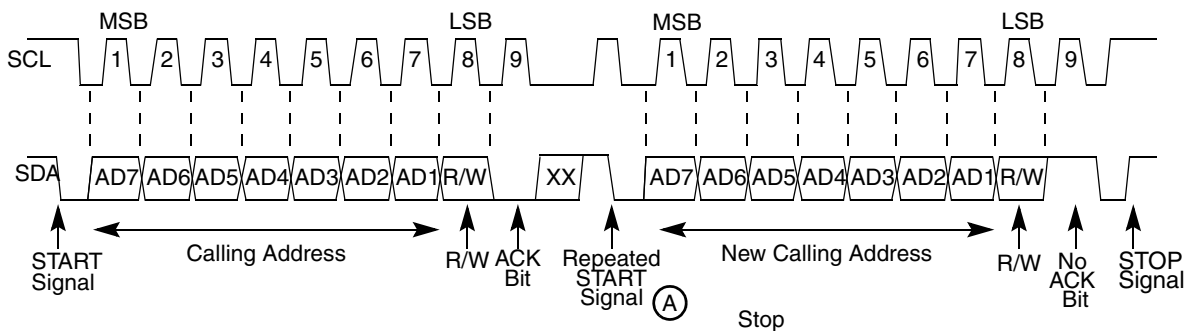 MSB LSB MSB LSB
SCL 1 2 3 4 5 6 7 8 9 1 2 3 4 5 6 7 8 9
SDA AD7 AD6 AD5 AD4 AD3 AD2 AD1 R/W XX AD7 AD6 AD5 AD4 AD3 AD2 AD1 R/W
START Signal
Calling Address
R/W
ACK Bit
Repeated START Signal
A
New Calling Address
R/W
No ACK Bit
STOP Signal
Stop